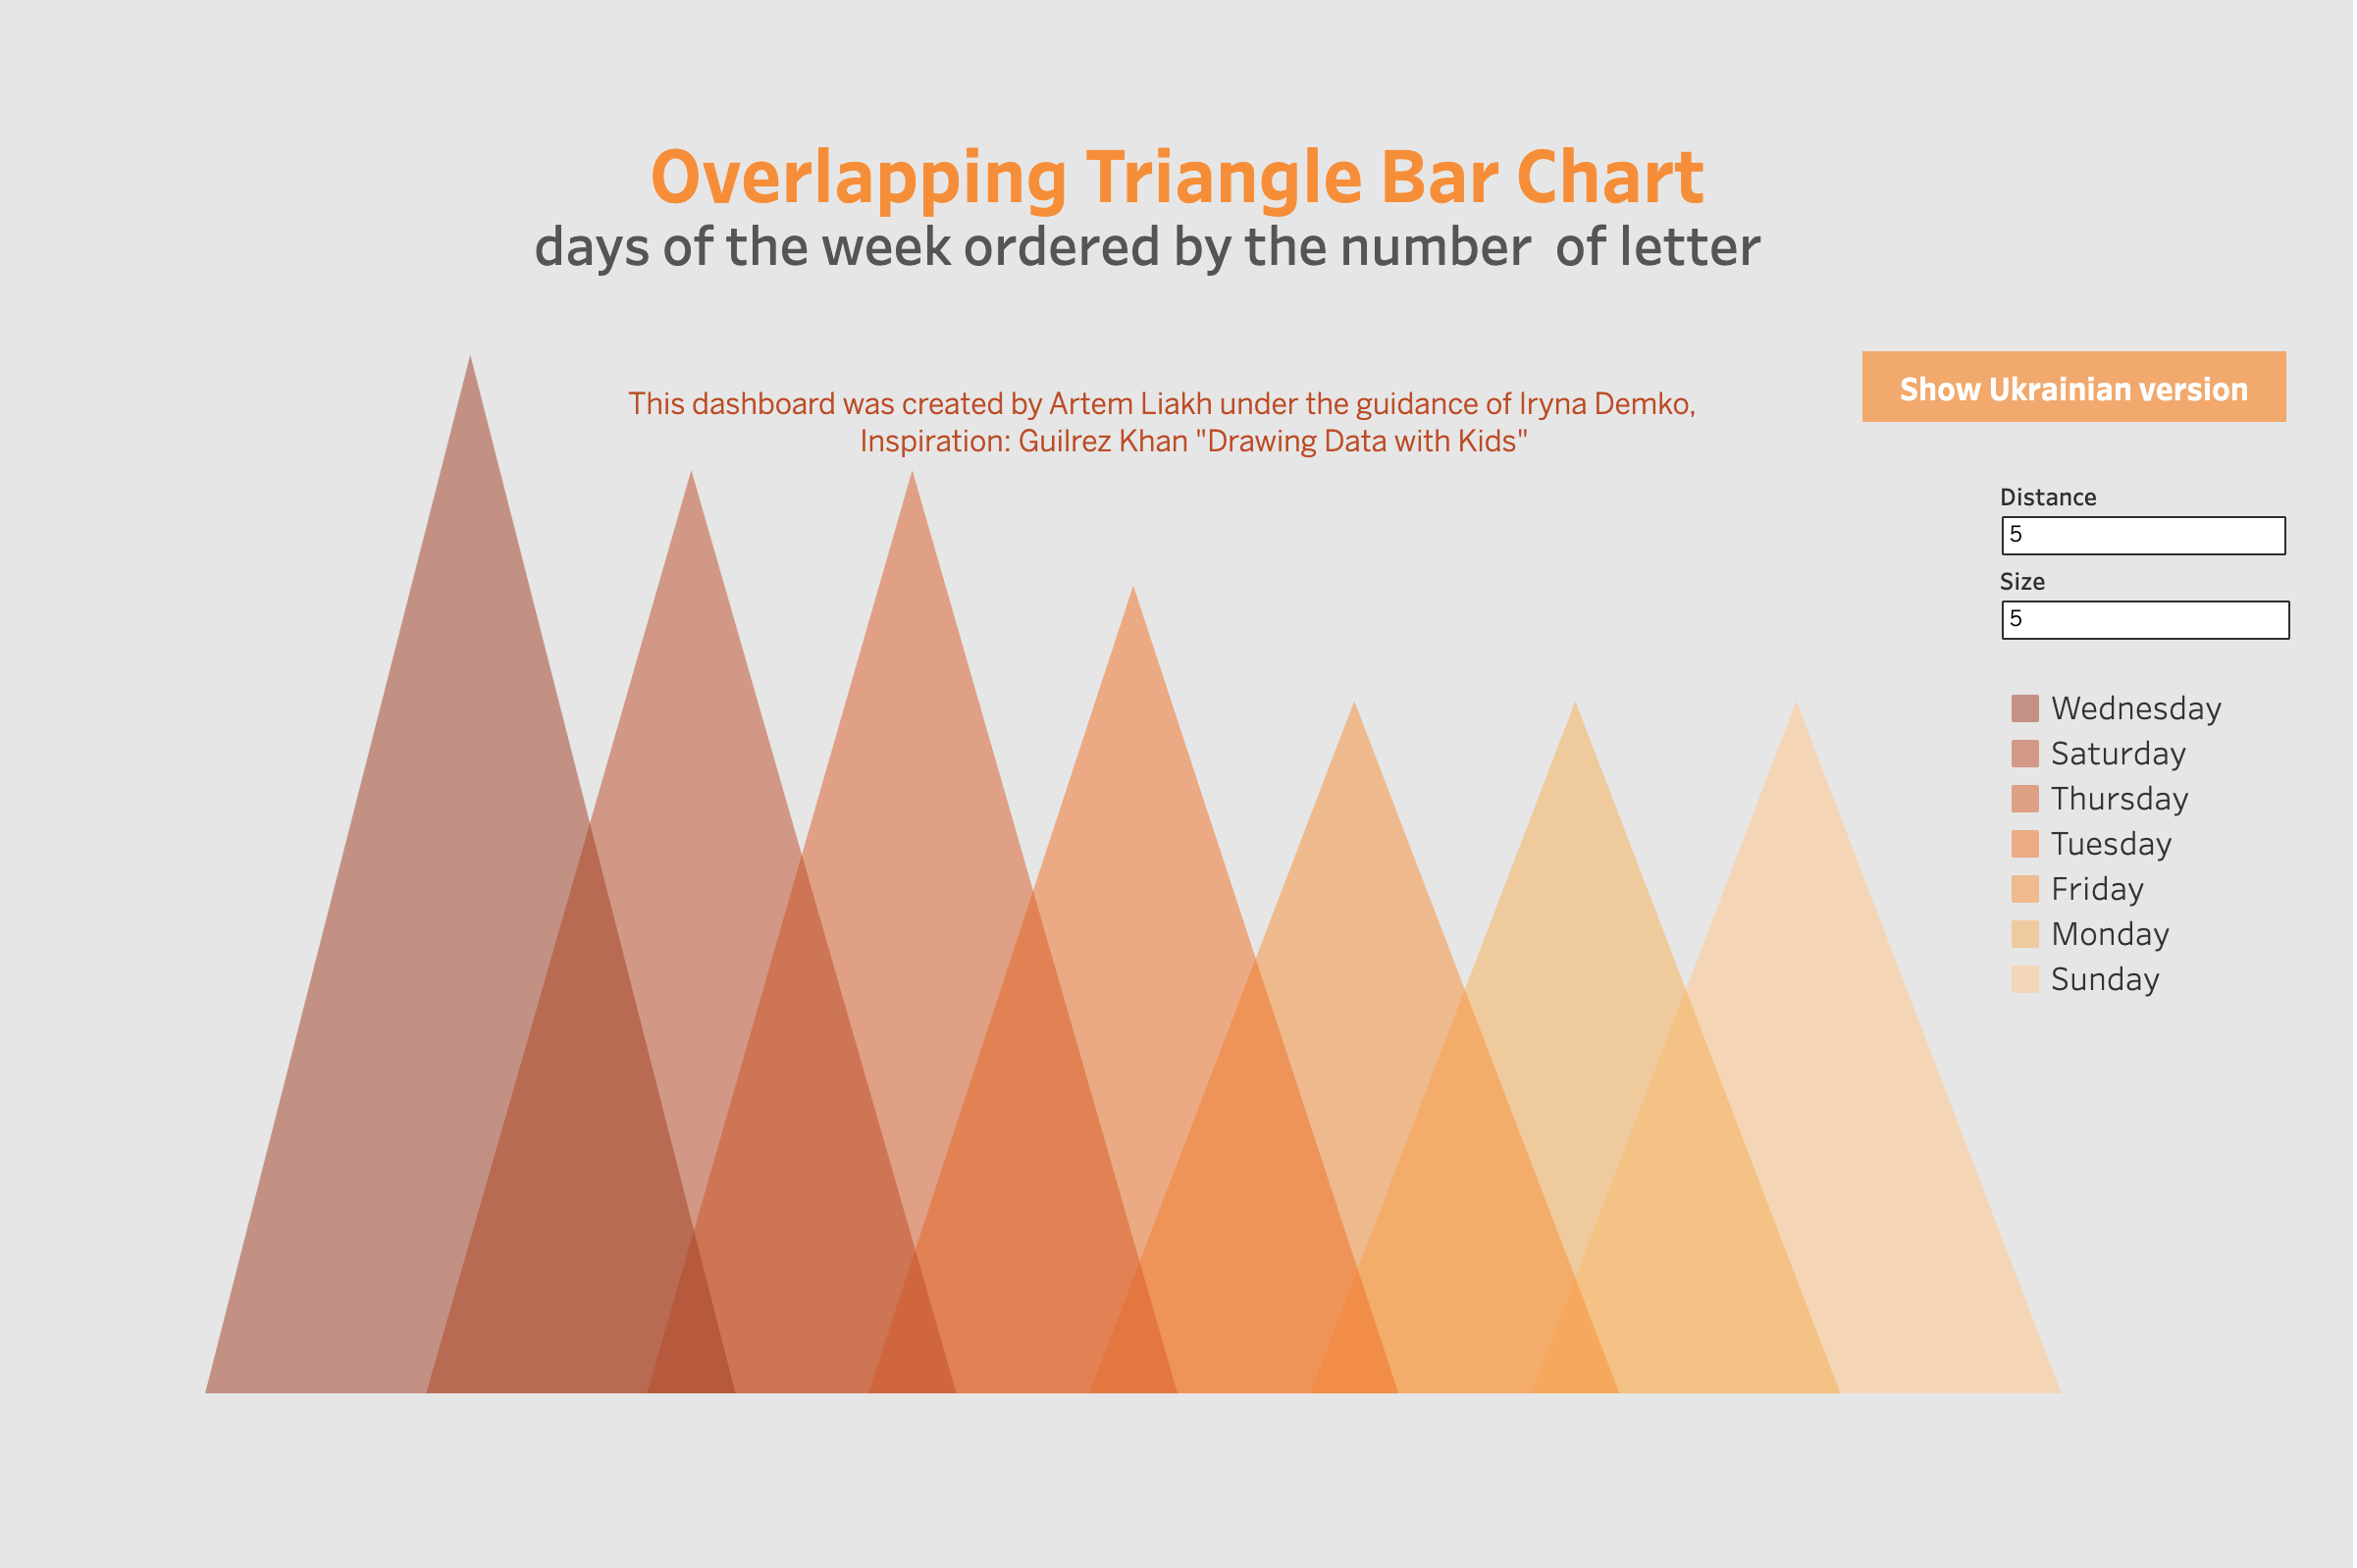 Overlapping Triangle Bar Chart
days of the week ordered by the number  of letter
This dashboard was created by Artem Liakh under the guidance of Iryna Demko,
Inspiration: Guilrez Khan "Drawing Data with Kids"
Show Ukrainian version
Distance
5
Size
5
Wednesday
Saturday
Thursday
Tuesday
Friday
Monday
Sunday